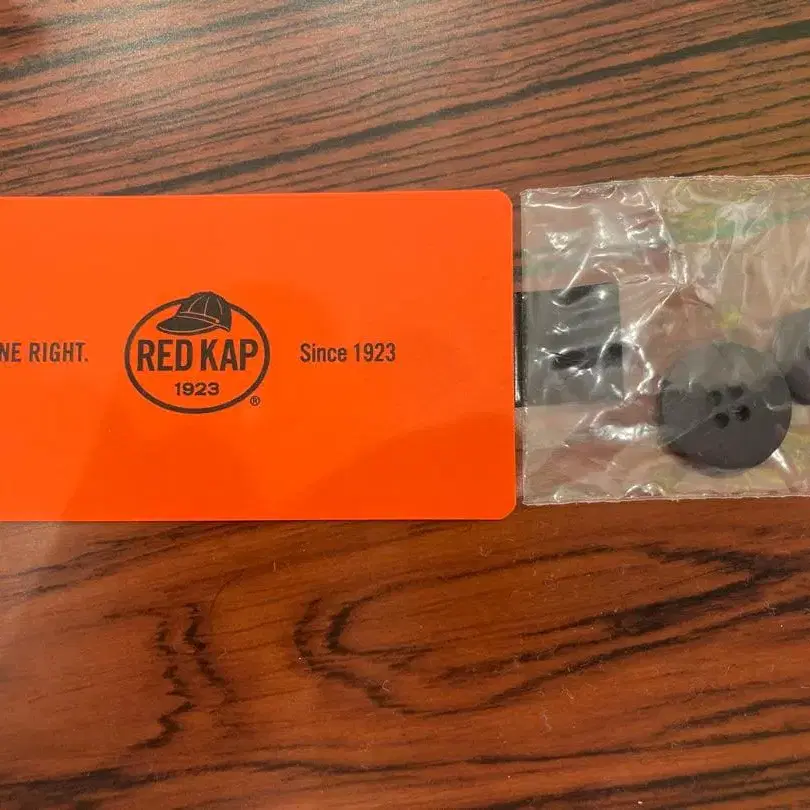 NE RIGHT.
RED KAP
1923
®
Since 1923